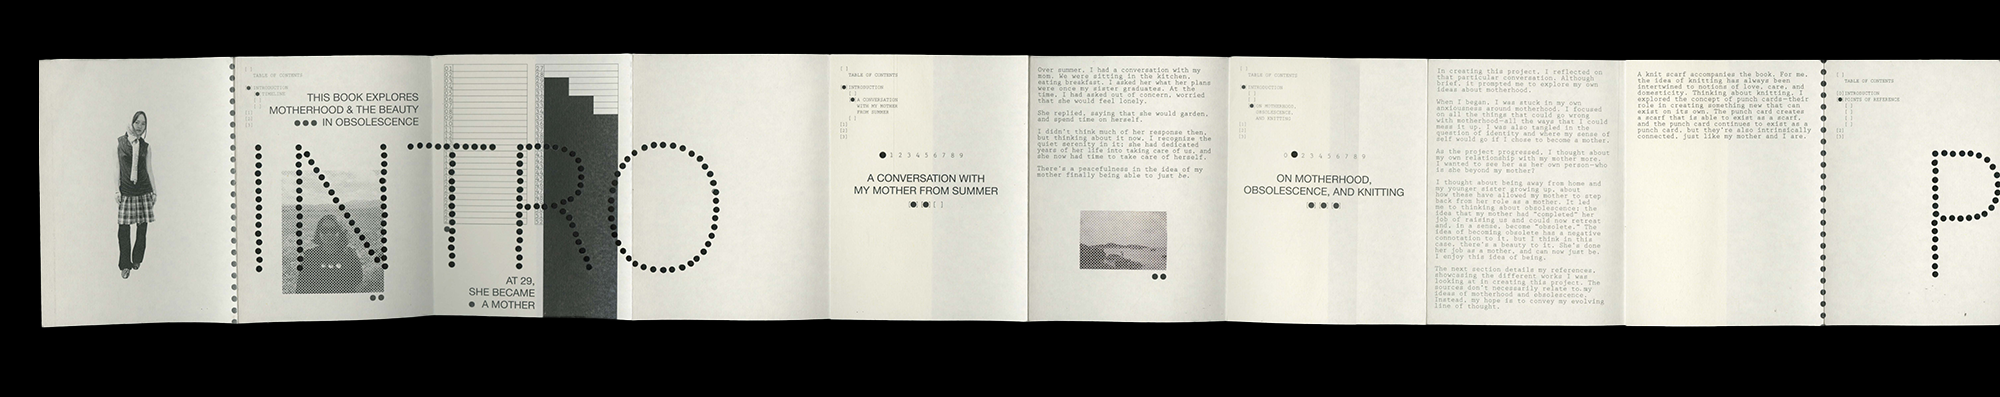 [ ]
TABLE OF CONTENTS
INTRODUCTION
TIMELINE
[ ]
[ ]
[1]
[2]
[3]
THIS BOOK EXPLORES
MOTHERHOOD & THE BEAUTY
IN OBSOLESCENCE
INTRO
AT 29,
SHE BECAME
A MOTHER
[ ]
TABLE OF CONTENTS
INTRODUCTION
[ ]
A CONVERSATION
WITH MY MOTHER
FROM SUMMER
[ ]
[1]
[2]
[3]
1 2 3 4 5 6 7 8 9
A CONVERSATION WITH
MY MOTHER FROM SUMMER
Over summer, I had a conversation with my
mom. We were sitting in the kitchen,
eating breakfast. I asked her what her plans
were once my sister graduates. At the
time, I had asked out of concern, worried
that she would feel lonely.
She replied, saying that she would garden,
and spend time on herself.
I didn't think much of her response then,
but thinking about it now, I recognize the
quiet serenity in it; she had dedicated
years of her life into taking care of us, and
she now had time to take care of herself.
There's a peacefulness in the idea of my
mother finally being able to just be.
[ ]
TABLE OF CONTENTS
INTRODUCTION
[ ]
[ ]
ON MOTHERHOOD,
OBSOLESCENCE,
AND KNITTING
[1]
[2]
[3]
0 2 3 4 5 6 7 8 9
ON MOTHERHOOD,
OBSOLESCENCE, AND KNITTING
In creating this project, I reflected on
that particular conversation. Although
brief, it prompted me to explore my own
ideas about motherhood.
When I began, I was stuck in my own
anxiousness around motherhood. I focused
on all the things that could go wrong
with motherhood—all the ways that I could
mess it up. I was also tangled in the
question of identity and where my sense of
self would go if I chose to become a mother.
As the project progressed, I thought about
my own relationship with my mother more.
I wanted to see her as her own person—who
is she beyond my mother?
I thought about being away from home and
my younger sister growing up, about
how these have allowed my mother to step
back from her role as a mother. It led
me to thinking about obsolescence; the
idea that my mother had "completed" her
job of raising us and could now retreat
and, in a sense, become "obsolete." The
idea of becoming obsolete has a negative
connotation to it, but I think in this
case, there's a beauty to it. She's done
her job as a mother, and can now just be.
I enjoy this idea of being.
The next section details my references,
showcasing the different works I was
looking at in creating this project. The
sources don't necessarily relate to my
ideas of motherhood and obsolescence.
Instead, my hope is to convey my evolving
line of thought.
A knit scarf accompanies the book. For me,
the idea of knitting has always been
intertwined to notions of love, care, and
domesticity. Thinking about knitting, I
explored the concept of punch cards—their
role in creating something new that can
exist on its own. The punch card creates
a scarf that is able to exist as a scarf,
and the punch card continues to exist as a
punch card, but they're also intrinsically
connected, just like my mother and I are.
[ ]
TABLE OF CONTENTS
[0]INTRODUCTION
POINTS OF REFERENCE
[ ]
[ ]
[ ]
[2]
[3]
P